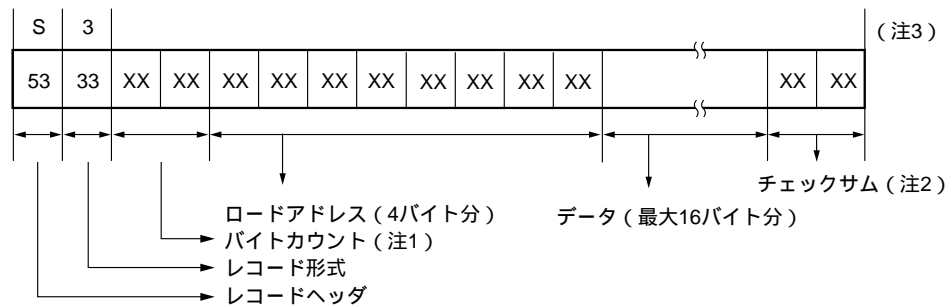 S 3 (注3)
53 33 XX XX XX XX XX XX XX XX XX XX XX XX
チェックサム(注2)
ロードアドレス(4バイト分) データ(最大16バイト分)
バイトカウント(注1)
レコード形式
レコードヘッダ